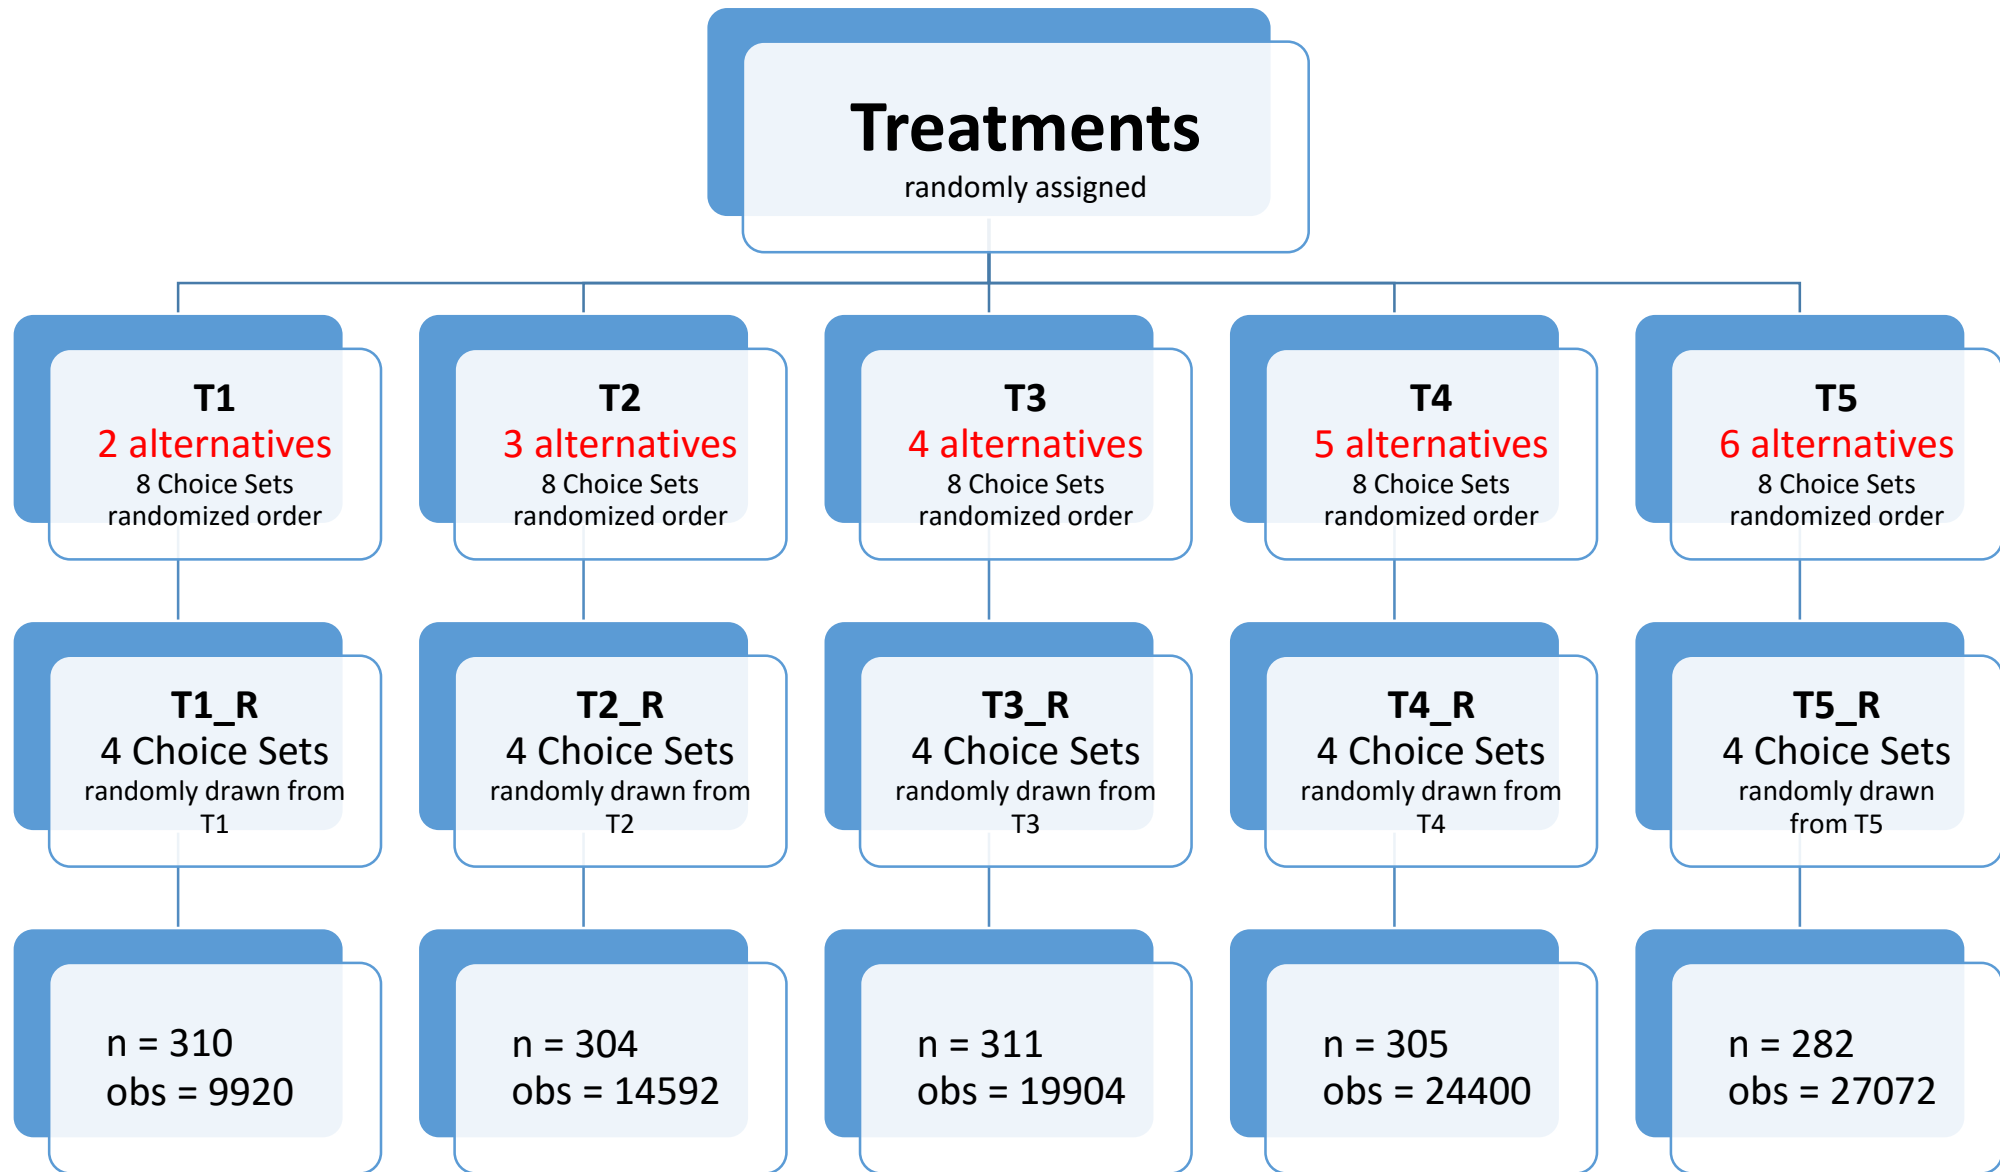 Treatments
randomly assigned
T1
2 alternatives
8 Choice Sets
randomized order
T2
3 alternatives
8 Choice Sets
randomized order
T3
4 alternatives
8 Choice Sets
randomized order
T4
5 alternatives
8 Choice Sets
randomized order
T5
6 alternatives
8 Choice Sets
randomized order
T1_R
4 Choice Sets
randomly drawn from
T1
T2_R
4 Choice Sets
randomly drawn from
T2
T3_R
4 Choice Sets
randomly drawn from
T3
T4_R
4 Choice Sets
randomly drawn from
T4
T5_R
4 Choice Sets
randomly drawn
from T5
n = 310
obs = 9920
n = 304
obs = 14592
n = 311
obs = 19904
n = 305
obs = 24400
n = 282
obs = 27072